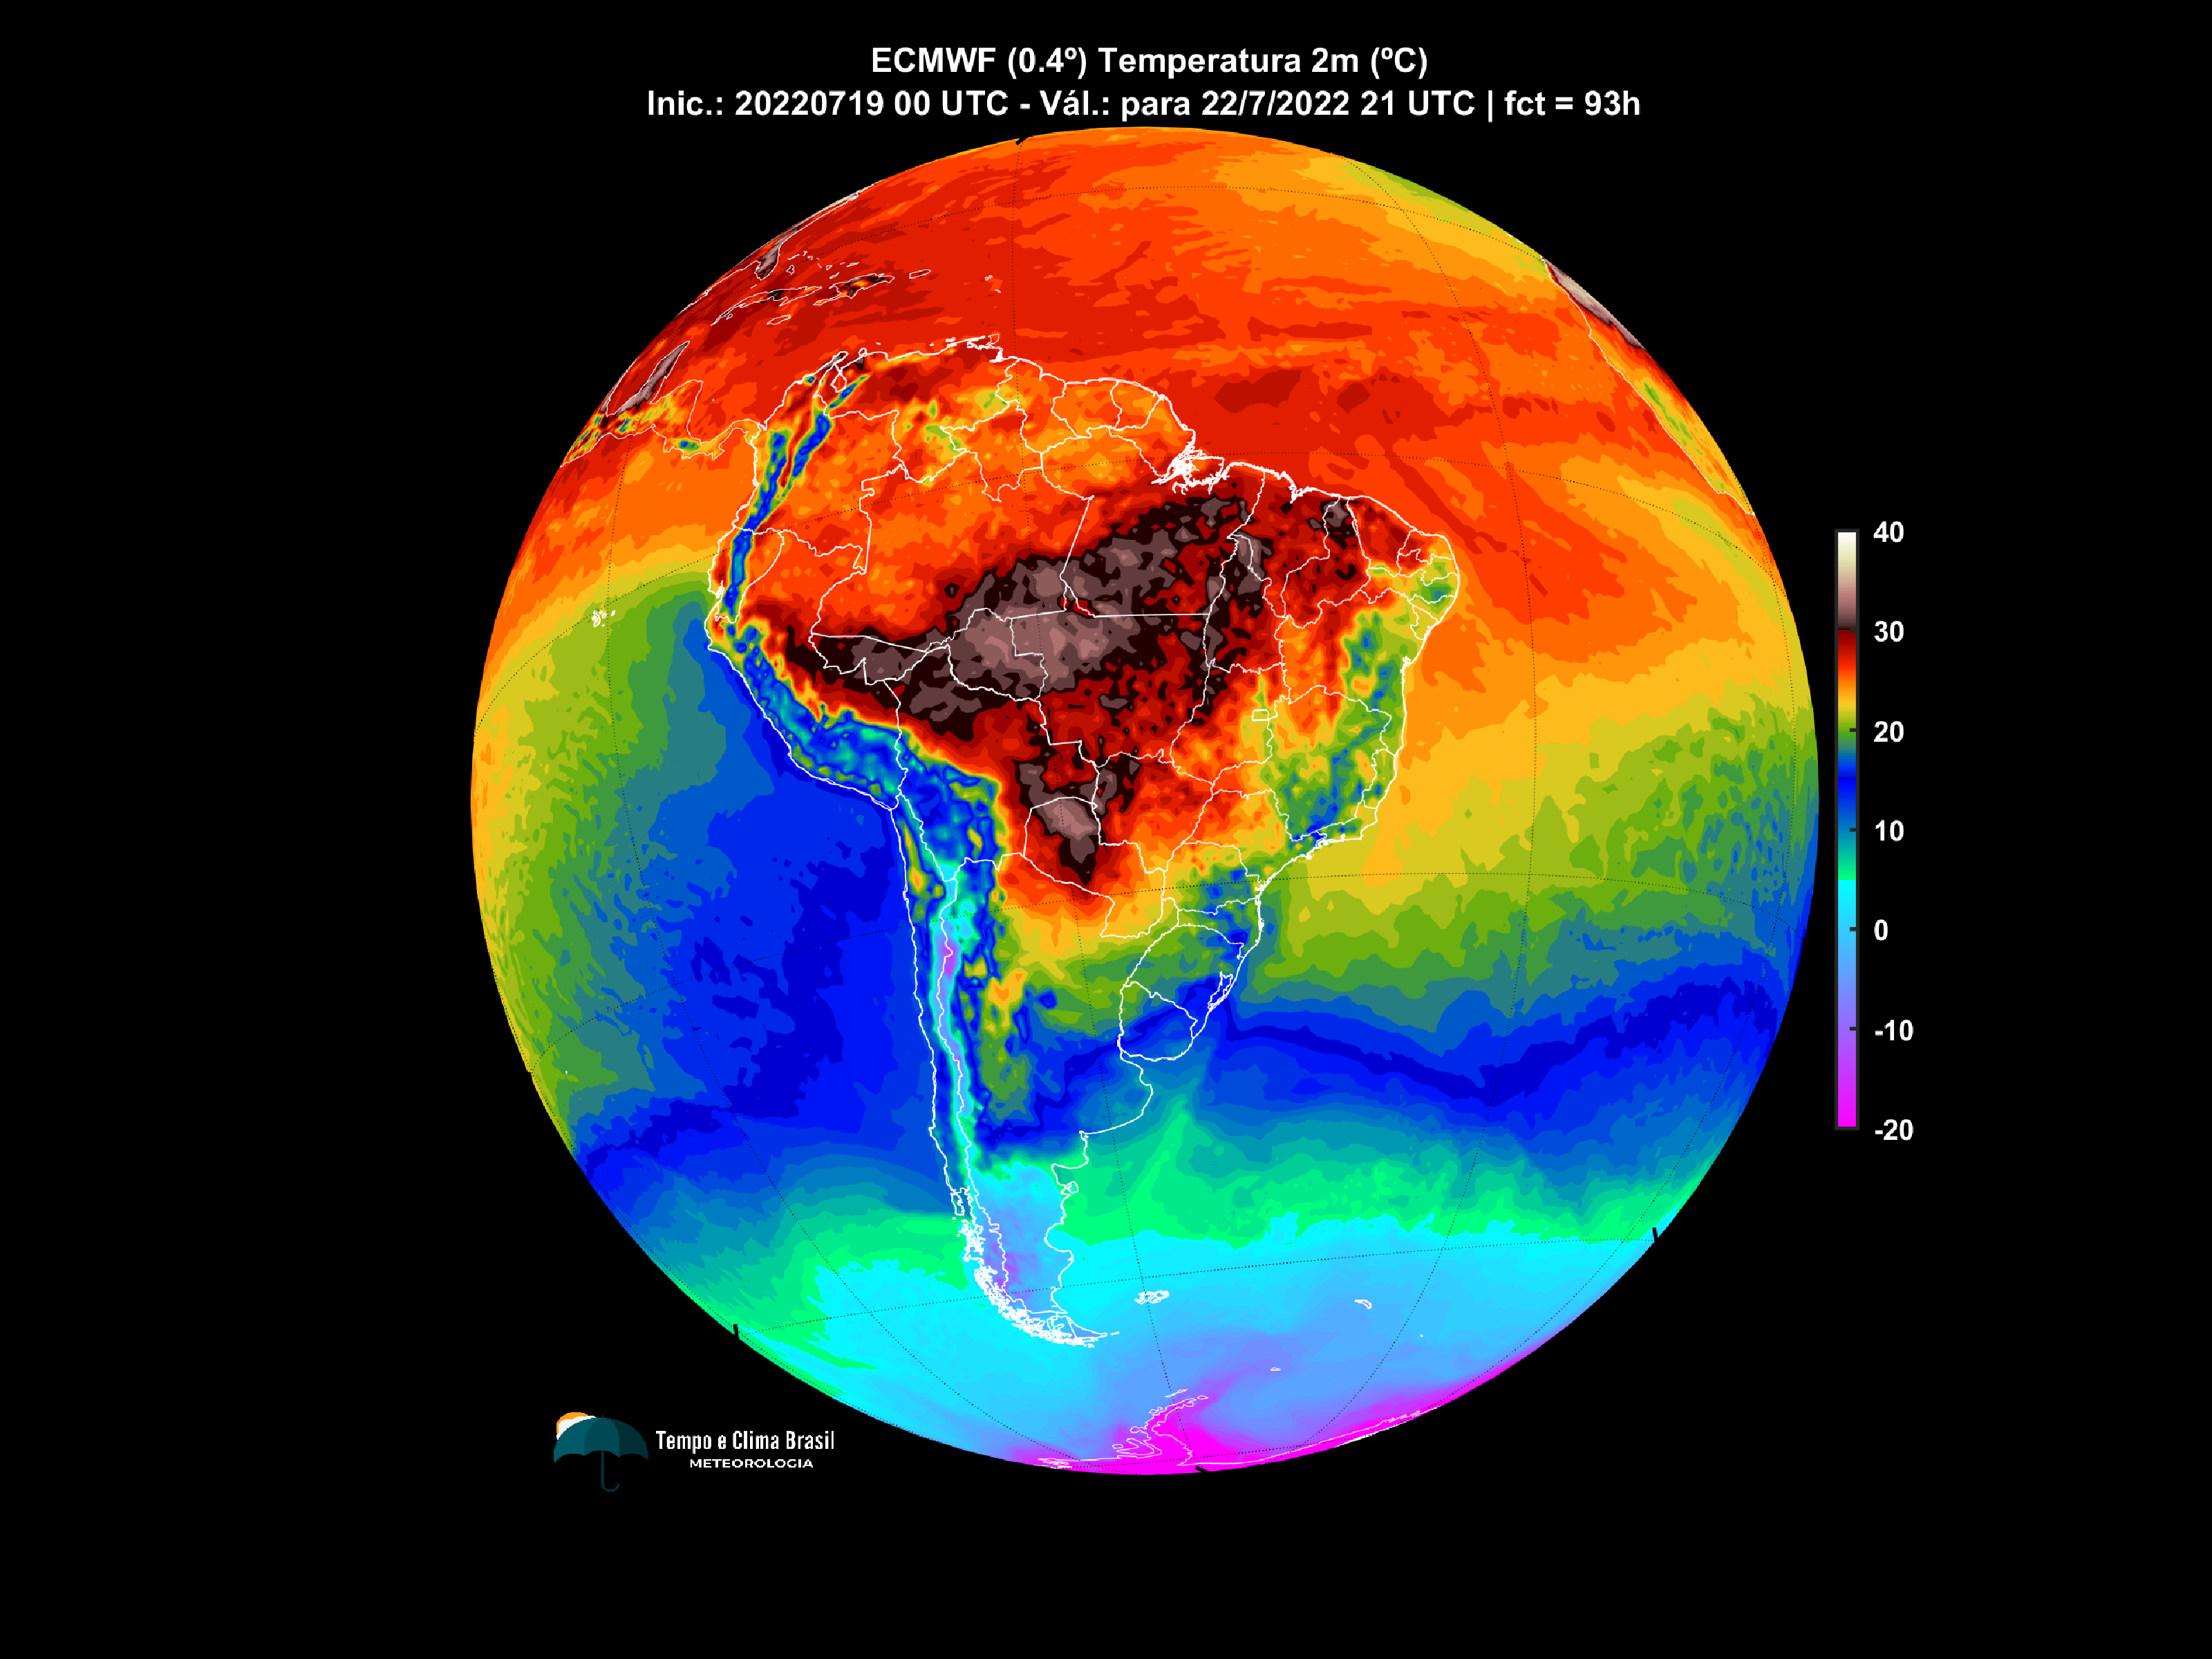 ECMWF (0.4º) Temperatura 2m (ºC)
Inic.: 20220719 00 UTC - Vál.: para 22/7/2022 21 UTC | fct = 93h
40
30
20
10
0
-10
-20
Tempo e Clima Brasil
METEOROLOGIA